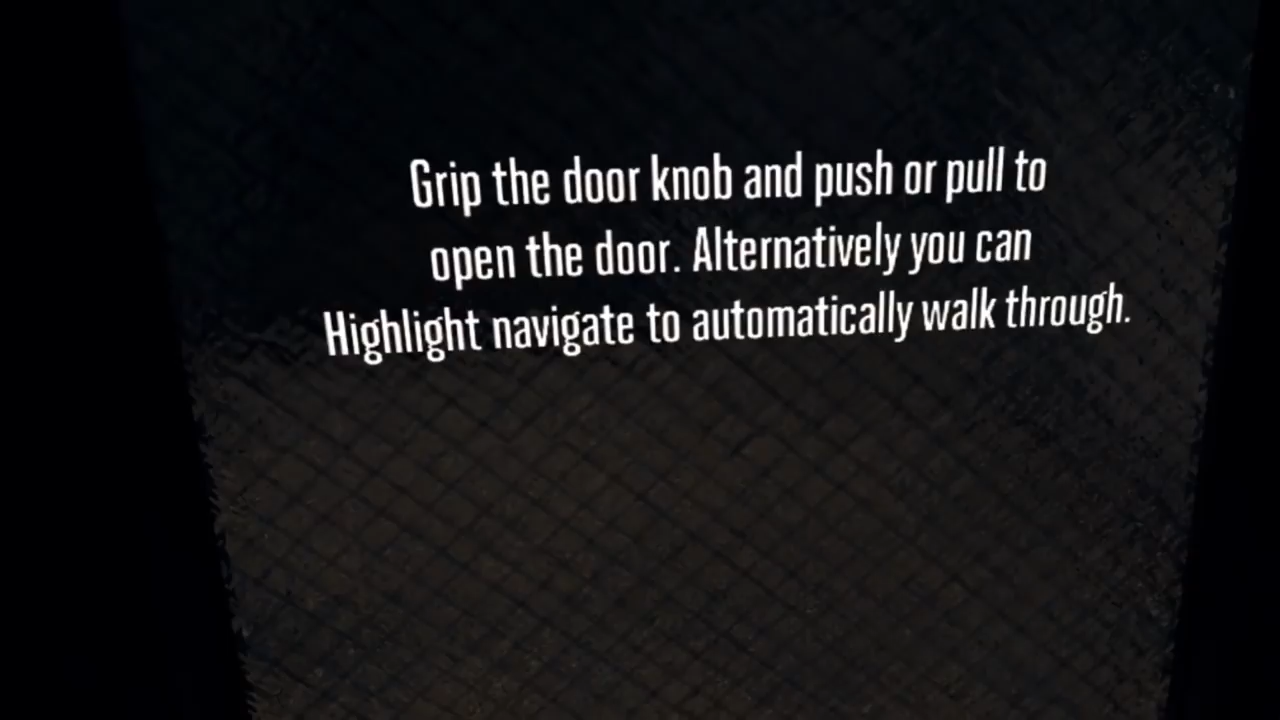 Grip the door knob and push or pull to
open the door. Alternatively you can
Highlight navigate to automatically walk through.